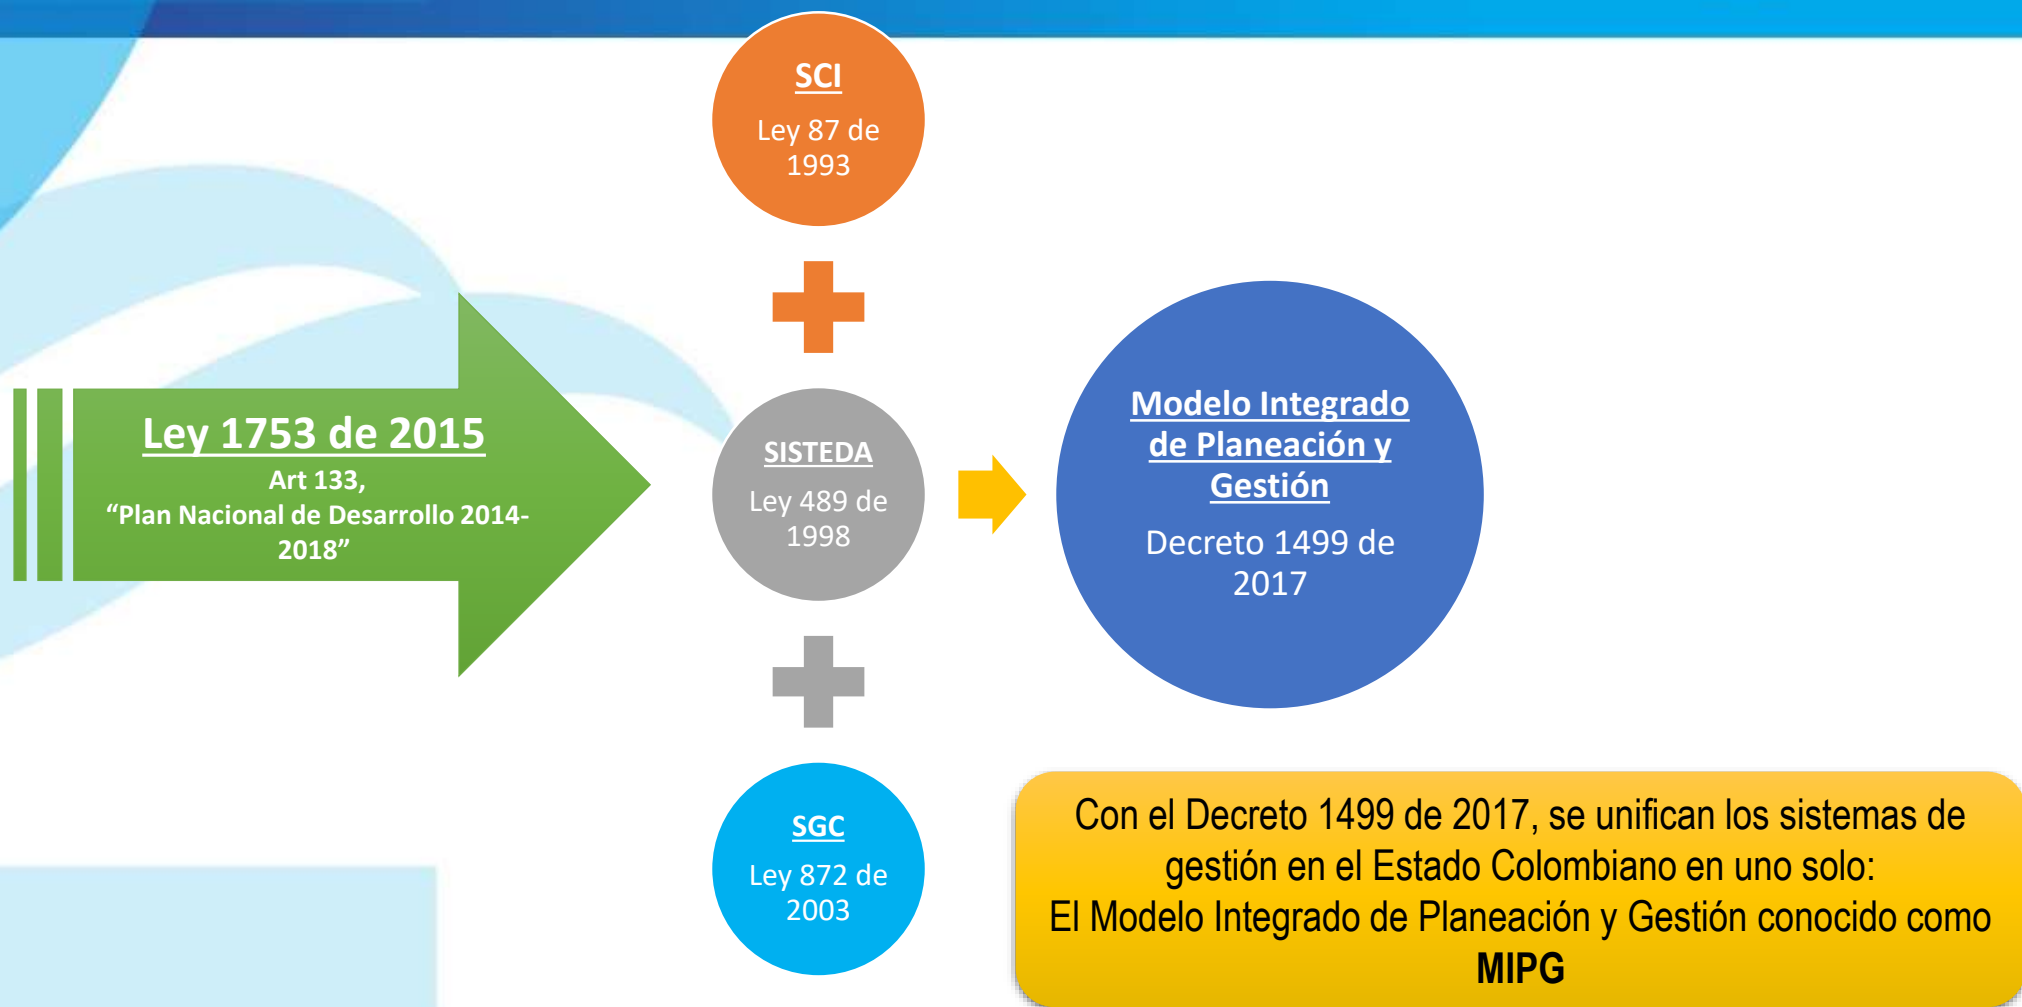 SCI
Ley 87 de
1993
Ley 1753 de 2015
Art 133,
“Plan Nacional de Desarrollo 2014-
2018”
SISTEDA
Ley 489 de
1998
Modelo Integrado
de Planeación y
Gestión
Decreto 1499 de
2017
SGC
Ley 872 de
2003
Con el Decreto 1499 de 2017, se unifican los sistemas de
gestión en el Estado Colombiano en uno solo:
El Modelo Integrado de Planeación y Gestión conocido como
MIPG